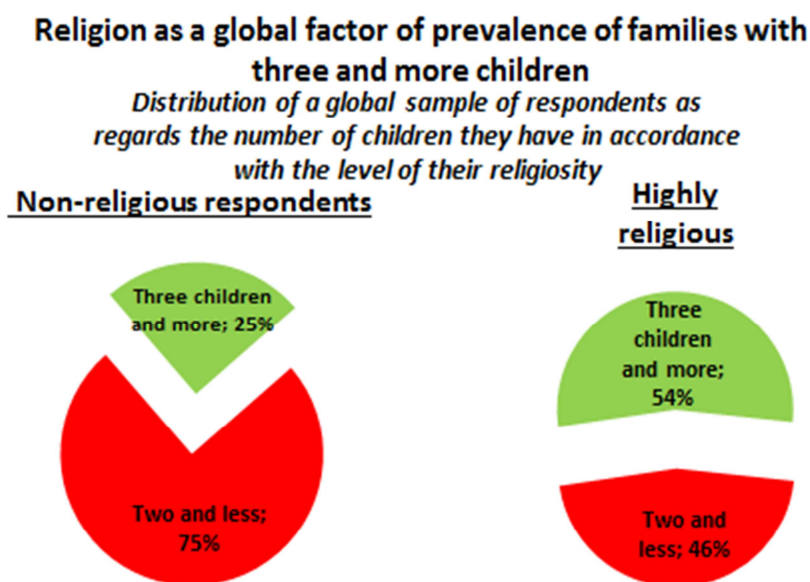 Religion as a global factor of prevalence of families with
three and more children
Distribution of a global sample of respondents as
regards the number of children they have in accordance
with the level of their religiosity
Non-religious respondents
Highly
religious
Three children
and more; 25%
Two and less;
75%
Three
children
and more;
54%
Two and
less; 46%